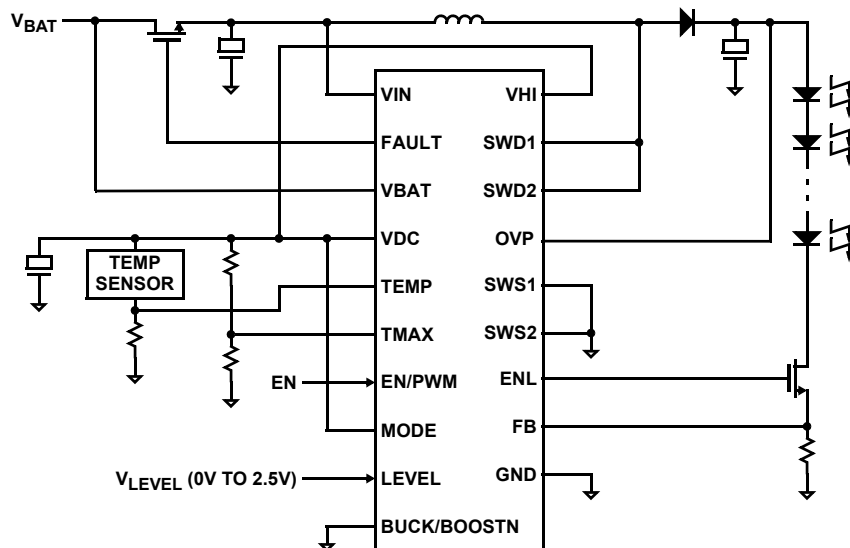 VBAT
VIN
VHI
FAULT
SWD1
VBAT
SWD2
VDC
OVP
TEMP
SENSOR
TEMP
SWS1
TMAX
SWS2
EN
EN/PWM
ENL
MODE
FB
VLEVEL (0V TO 2.5V)
LEVEL
GND
BUCK/BOOSTN